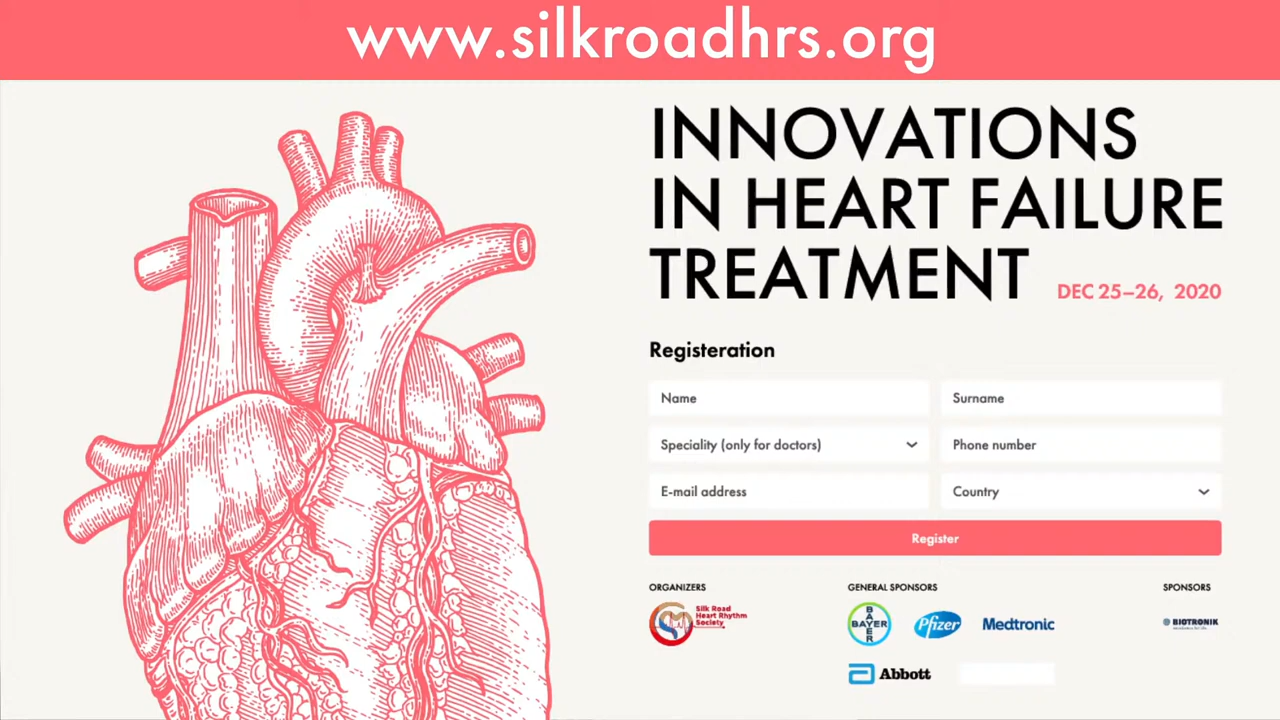 www.silkroadhrs.org
INNOVATIONS
IN HEART FAILURE
TREATMENT DEC 25–26, 2020
Registeration
Name
Surname
Speciality (only for doctors)
Phone number
E-mail address
Country
Register
ORGANIZERS
GENERAL SPONSORS
SPONSORS
Silk Road
Heart Rhythm
Society
BAYER
BAYER
Pfizer
Medtronic
BIOTRONIK
Abbott